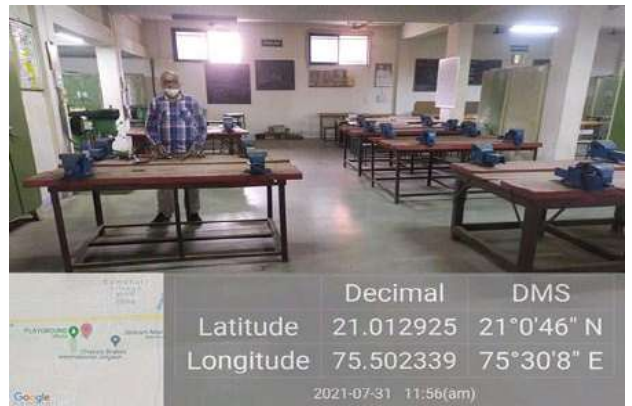 Decimal DMS
Latitude 21.012925 21°0'46" N
Longitude 75.502339 75°30'8" E
2021-07-31 11:56(am)
PLAYGROUND
Google